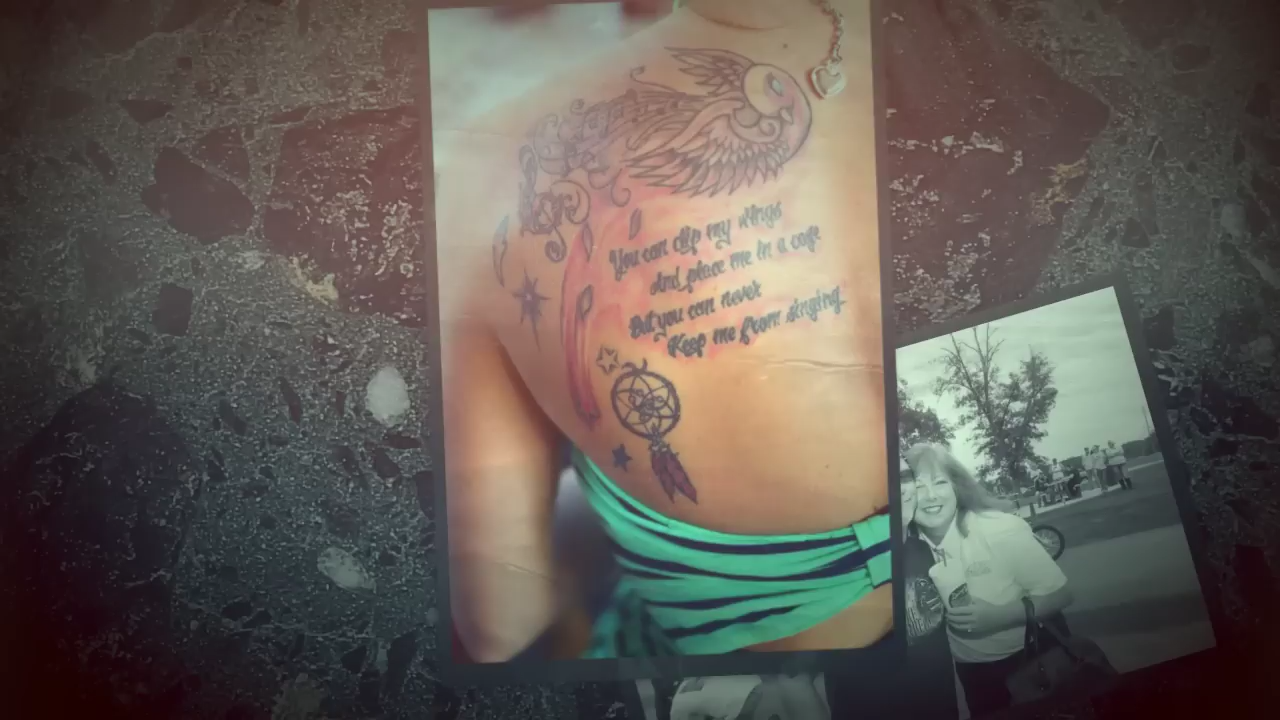 You can clip my wings
And place me in a cage
But you can never
Keep me from singing